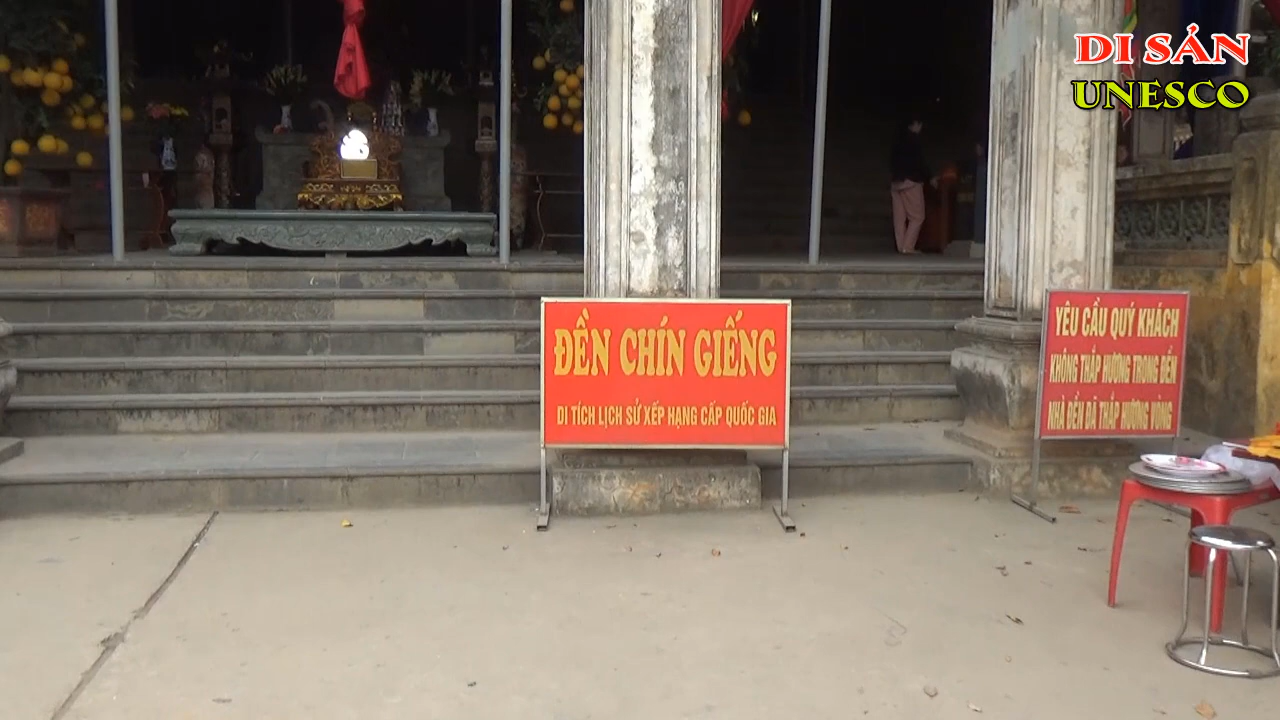 DI SẢN
UNESCO
ĐỀN CHÍN GIẾNG
DI TÍCH LỊCH SỬ XẾP HẠNG CẤP QUỐC GIA
YÊU CẦU QUÝ KHÁCH
KHÔNG THẮP HƯƠNG TRONG ĐỀN
NHÀ ĐỀN ĐÃ THẮP HƯƠNG VÒNG